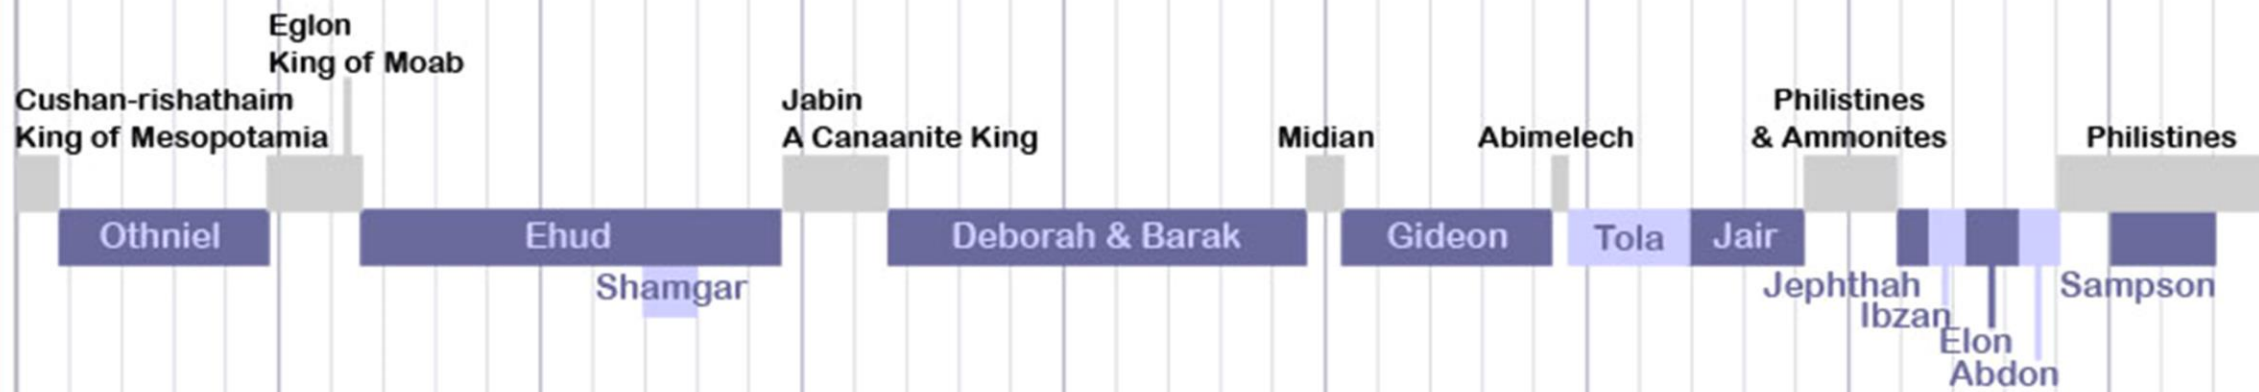 Eglon
King of Moab
Cushan-rishathaim
King of Mesopotamia
Jabin
A Canaanite King
Midian
Abimelech
Philistines
& Ammonites
Philistines
Othniel
Ehud
Deborah & Barak
Gideon
Tola
Jair
Shamgar
Jephthah
Ibzan
Elon
Abdon
Sampson